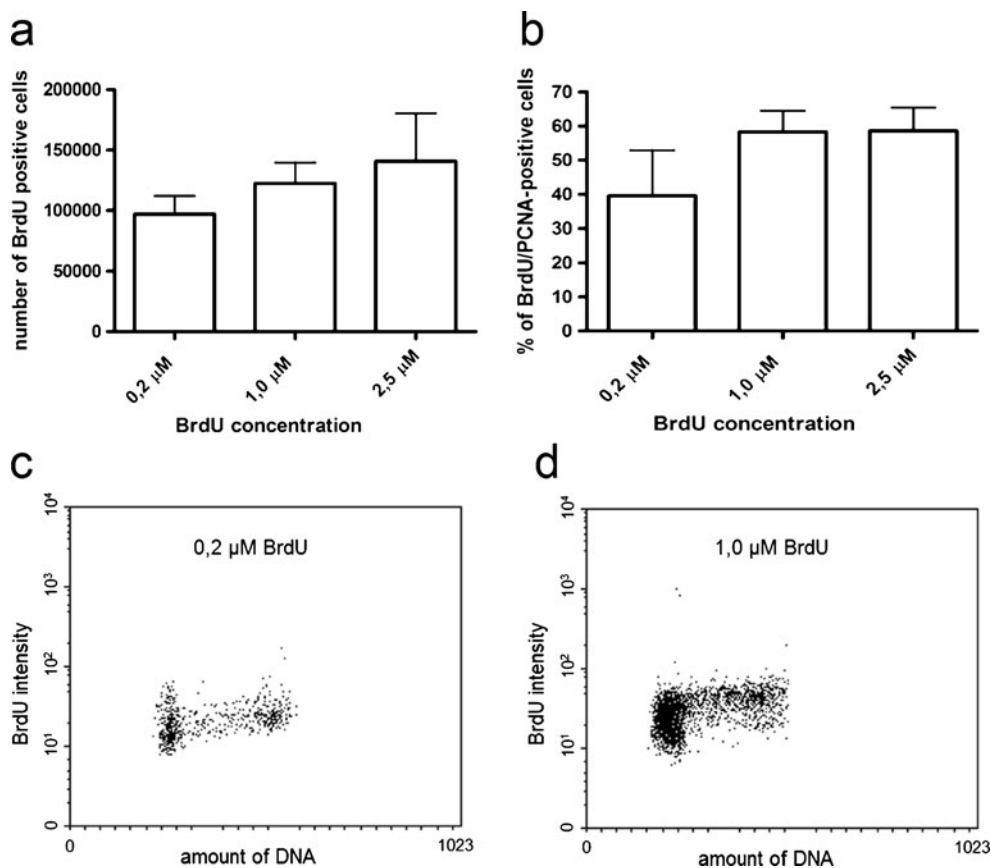 a
number of BrdU positive cells
200000
150000
100000
50000
0
0,2 µM
1,0 µM
2,5 µM
BrdU concentration
b
% of BrdU/PCNA-positive cells
70
60
50
40
30
20
10
0
0,2 µM
1,0 µM
2,5 µM
BrdU concentration
c
0,2 µM BrdU
BrdU intensity
10⁴
10³
10²
10¹
0
0
1023
amount of DNA
d
1,0 µM BrdU
BrdU intensity
10⁴
10³
10²
10¹
0
0
1023
amount of DNA